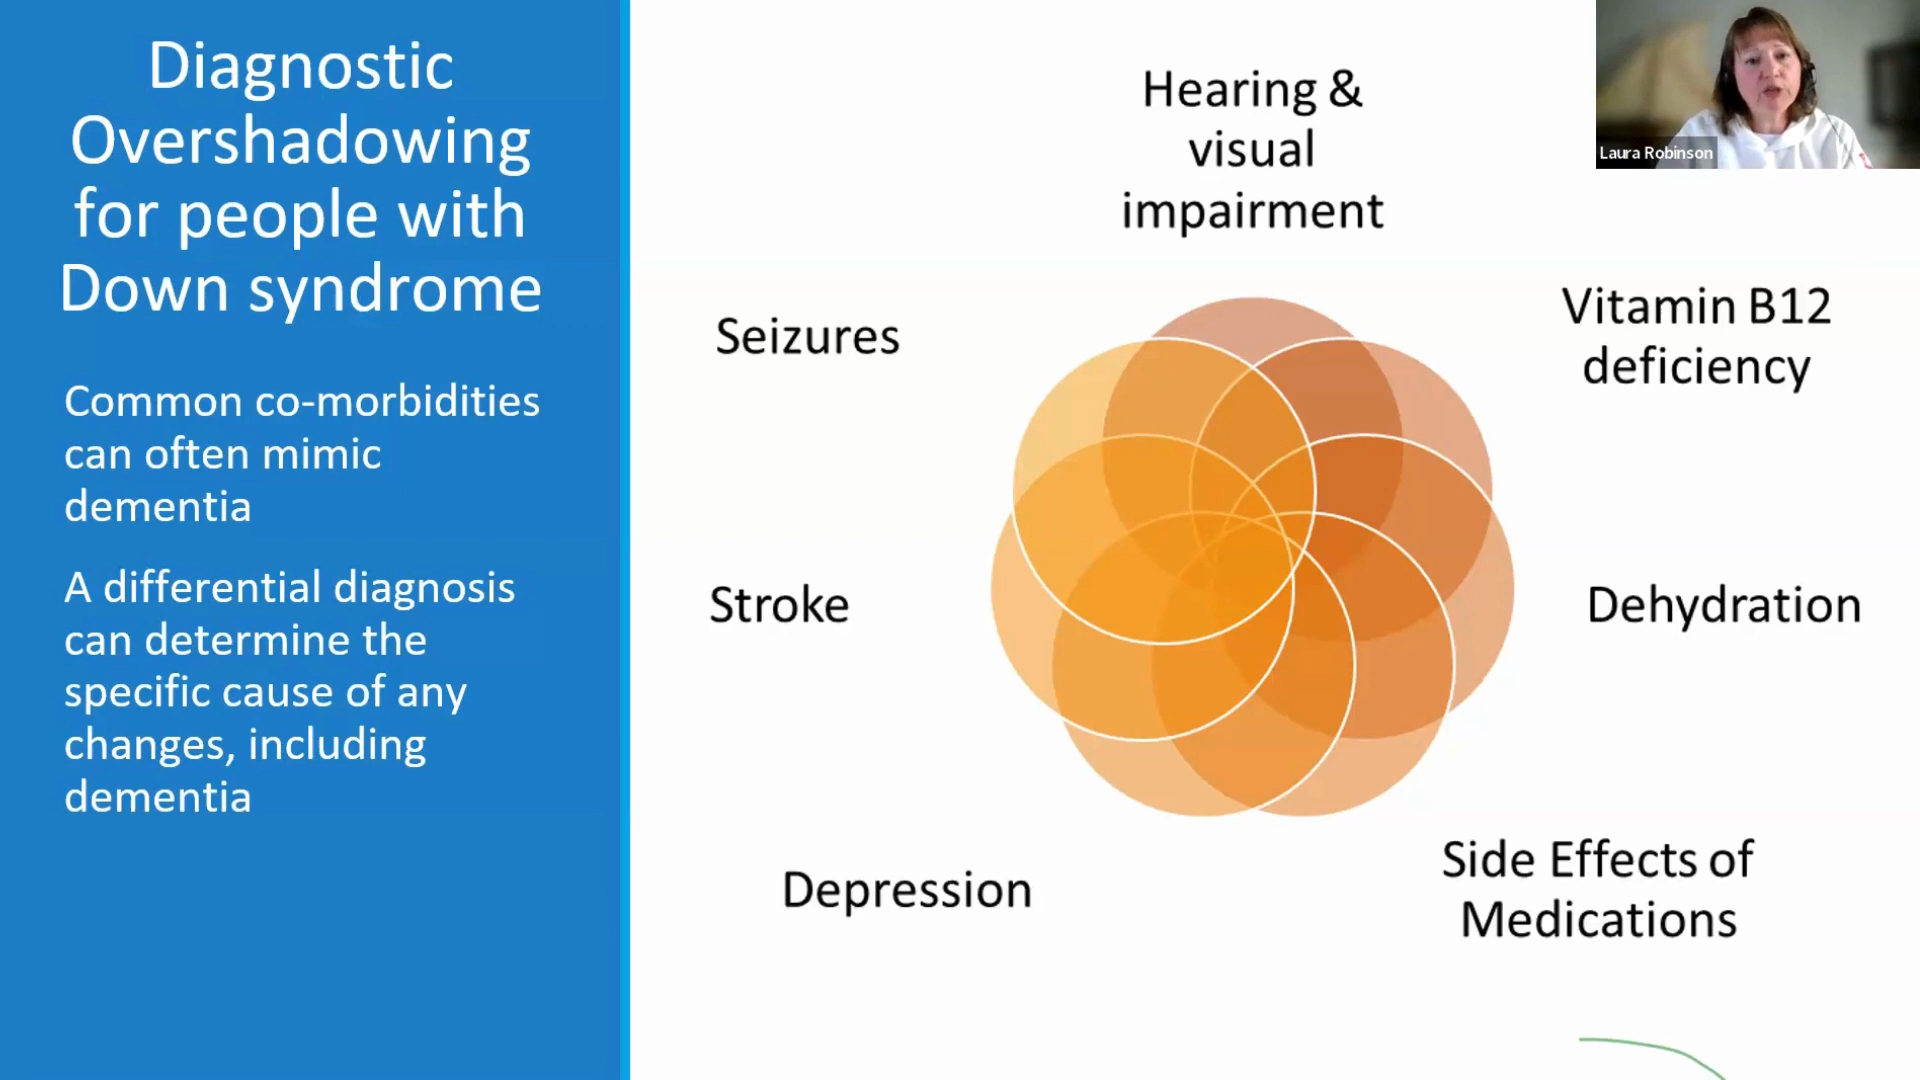 Diagnostic
Overshadowing
for people with
Down syndrome
Common co-morbidities
can often mimic
dementia
A differential diagnosis
can determine the
specific cause of any
changes, including
dementia
Hearing &
visual
impairment
Vitamin B12
deficiency
Dehydration
Side Effects of
Medications
Depression
Stroke
Seizures
Laura Robinson